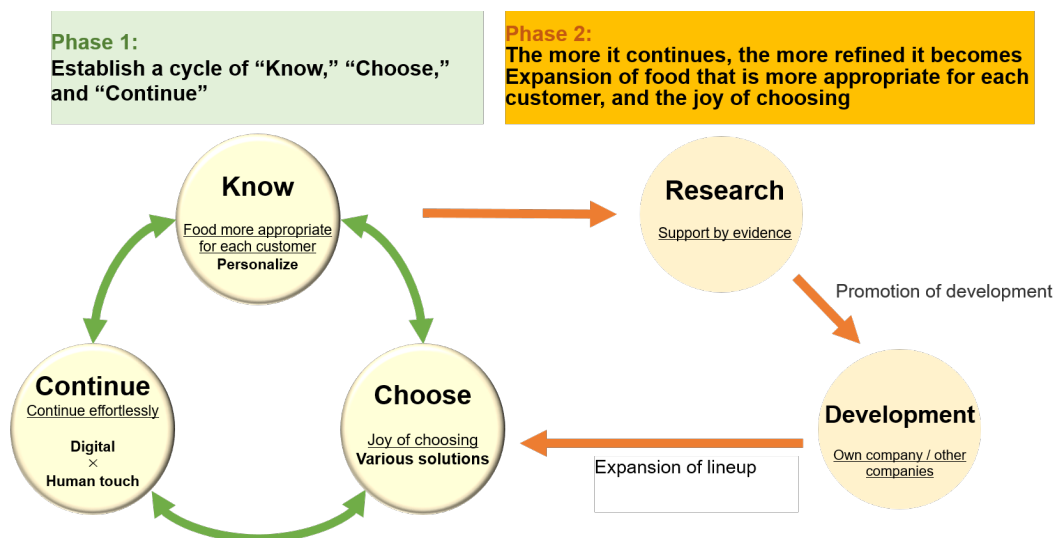 Phase 1:
Establish a cycle of “Know,” “Choose,”
and “Continue”
Phase 2:
The more it continues, the more refined it becomes
Expansion of food that is more appropriate for each
customer, and the joy of choosing
Know
Food more appropriate
for each customer
Personalize
Research
Support by evidence
Promotion of development
Continue
Continue effortlessly
Digital
×
Human touch
Choose
Joy of choosing
Various solutions
Expansion of lineup
Development
Own company / other
companies